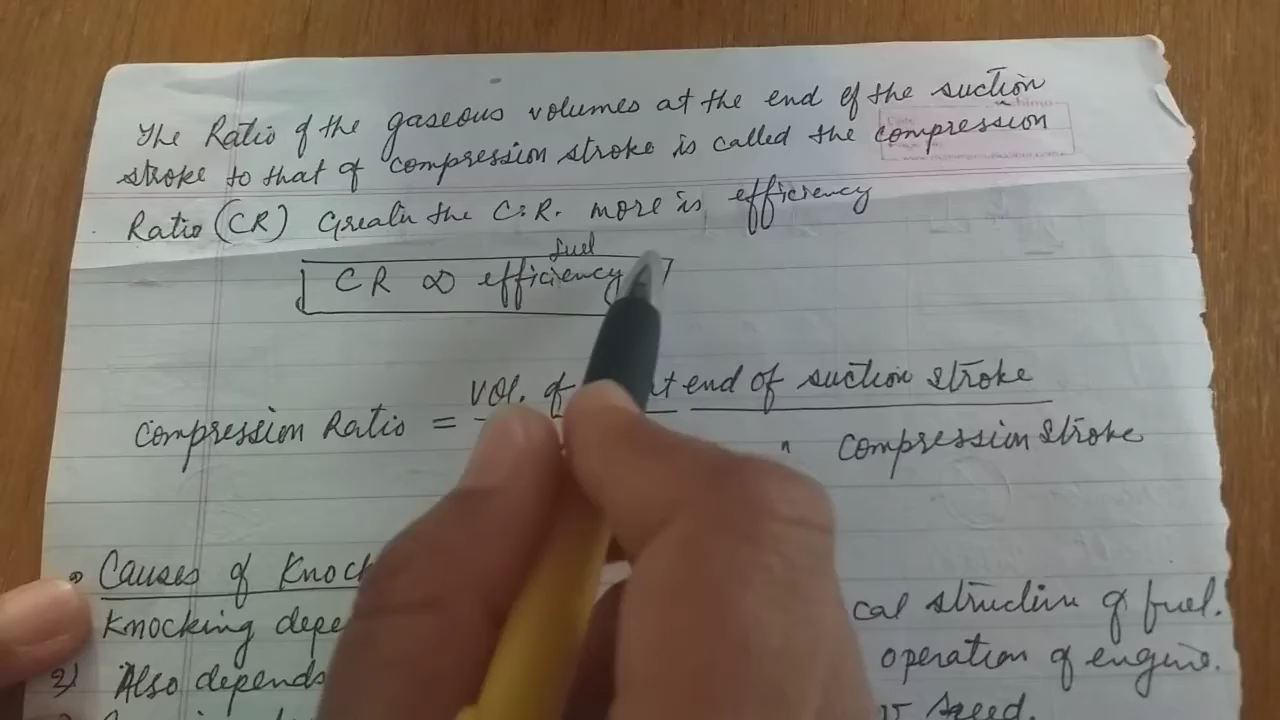 The Ratio of the gaseous volumes at the end of the suction
stroke to that of compression stroke is called the compression
Ratio (CR) Greater the C.R. more is efficiency
fuel
CR ∝ efficiency
Compression Ratio = vol. of at end of suction stroke
" compression stroke
Causes of Knock
Knocking depe cal structure of fuel.
2) Also depends operation of engine.
speed.